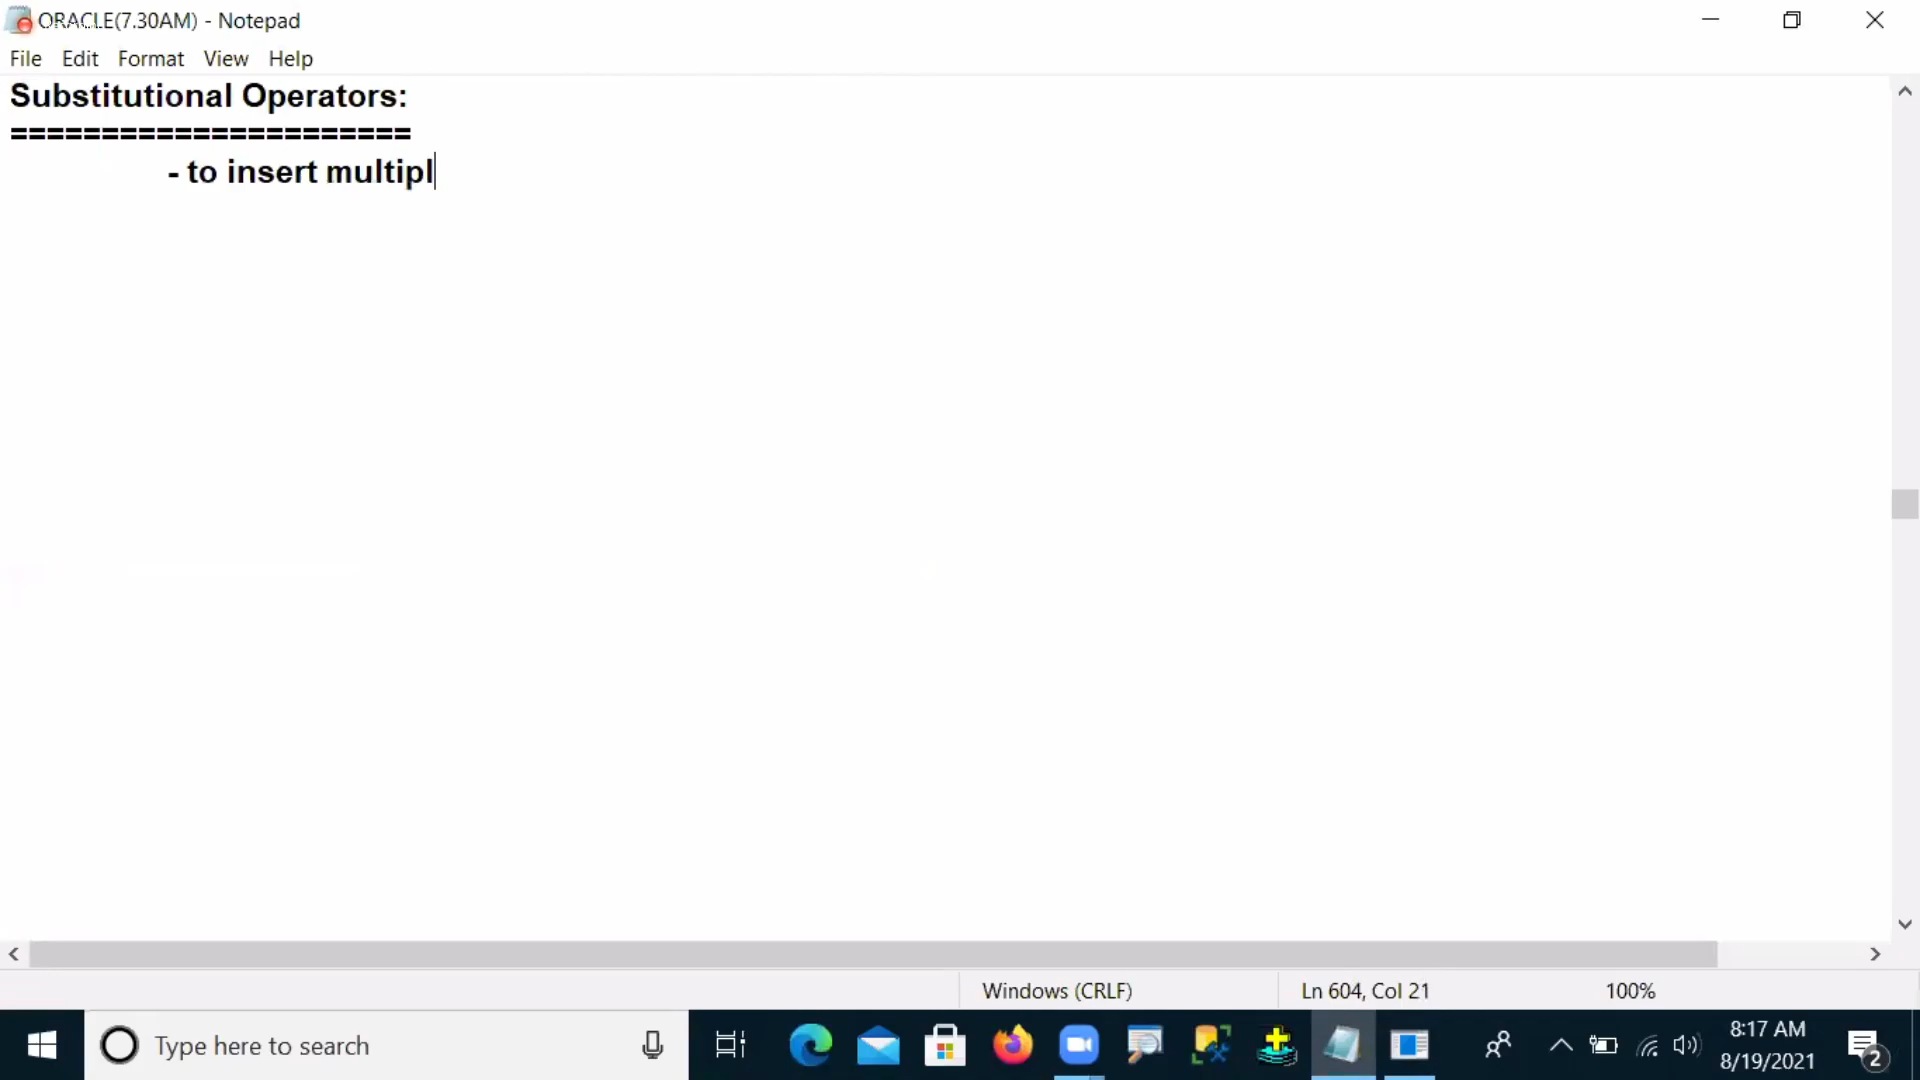 ORACLE(7.30AM) - Notepad
File Edit Format View Help
Substitutional Operators:
======================
- to insert multipl
Windows (CRLF) Ln 604, Col 21 100%
Type here to search
8:17 AM
8/19/2021
2